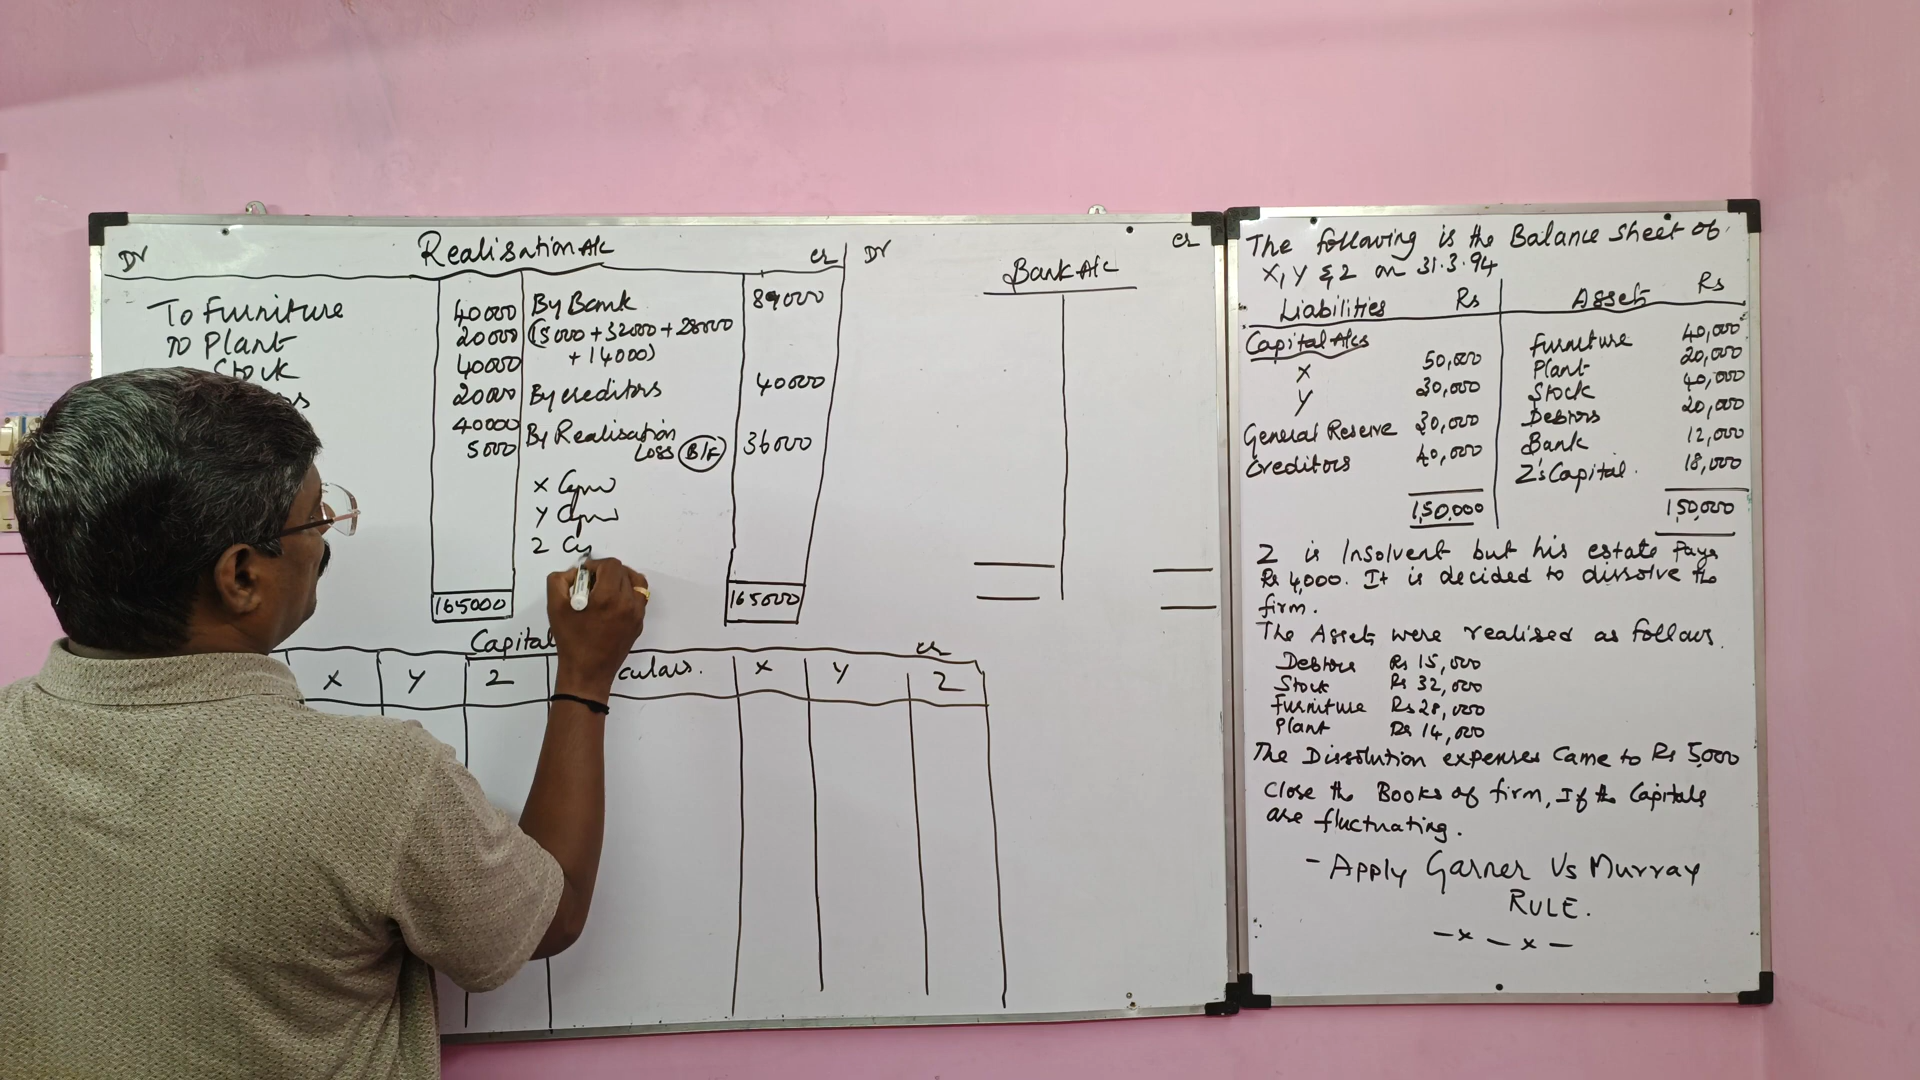 Dr Realisation A/c cr
To Furniture 40000 By Bank 89000
To Plant 20000 (15000 + 32000 + 28000
Stock 40000 + 14000)
20000 By creditors 40000
40000
5000 By Realisation
Loss (B/F) 36000
X
Y
Z
165000 165000
Dr Bank A/c cr
Capital cr
X Y Z culars. X Y Z
The following is the Balance Sheet of
X, Y & Z on 31.3.94
Liabilities Rs Assets Rs
Capital A/cs Furniture 40,000
X 50,000 Plant 20,000
Y 30,000 Stock 40,000
General Reserve 30,000 Debtors 20,000
Creditors 40,000 Bank 12,000
Z's Capital. 18,000
1,50,000 1,50,000
Z is Insolvent but his estate pays
Rs 4,000. It is decided to dissolve the
firm.
The Assets were realised as follows.
Debtors Rs 15,000
Stock Rs 32,000
Furniture Rs 28,000
Plant Rs 14,000
The Dissolution expenses came to Rs 5,000
Close the Books of firm, If the Capitals
are fluctuating.
- Apply Garner Vs Murray
RULE.
-x-x-